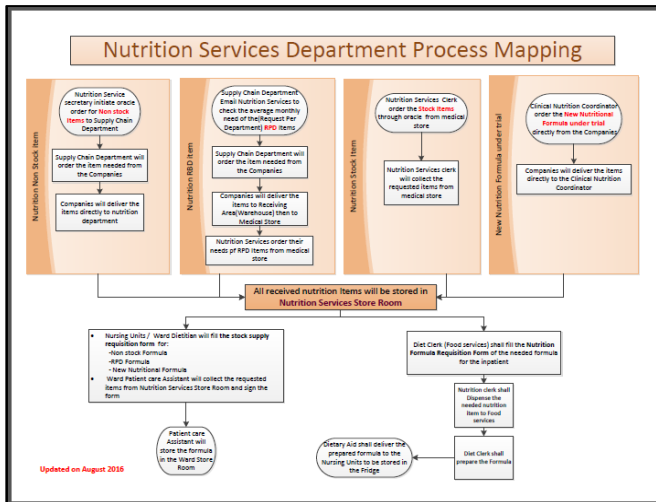 Nutrition Services Department Process Mapping
Nutrition Non Stock Item
Nutrition Service
secretary initiate oracle
order for Non stock
Items to Supply Chain
Department
Supply Chain Department will
order the item needed from
the Companies
Companies will deliver the
items directly to nutrition
department
Nutrition RBD Item
Supply Chain Department
Email Nutrition Services to
check the average monthly
need of the(Request Per
Department) RPD items
Supply Chain Department will
order the item needed from
the Companies
Companies will deliver the
items to Receiving
Area(Warehouse) then to
Medical Store
Nutrition Services order their
needs pf RPD Items from medical
store
Nutrition Stock Item
Nutrition Services Clerk
order the Stock Items
through oracle from medical
store
Nutrition Services clerk
will collect the
requested items from
medical store
New Nutrition Formula under trial
Clinical Nutrition Coordinator
order the New Nutritional
Formula under trial
directly from the Companies
Companies will deliver the items
directly to the Clinical Nutrition
Coordinator
All received nutrition Items will be stored in
Nutrition Services Store Room
• Nursing Units / Ward Dietitian will fill the stock supply
requisition form for:
-Non stock Formula
-RPD Formula
- New Nutritional Formula
• Ward Patient care Assistant will collect the requested
items from Nutrition Services Store Room and sign the
form
Patient care
Assistant will
store the formula
in the Ward Store
Room
Diet Clerk (Food services) shall fill the Nutrition
Formula Requisition Form of the needed formula
for the inpatient
Nutrition clerk shall
Dispense the
needed nutrition
Item to Food
services
Diet Clerk shall
prepare the Formula
Dietary Aid shall deliver the
prepared formula to the
Nursing Units to be stored in
the Fridge
Updated on August 2016